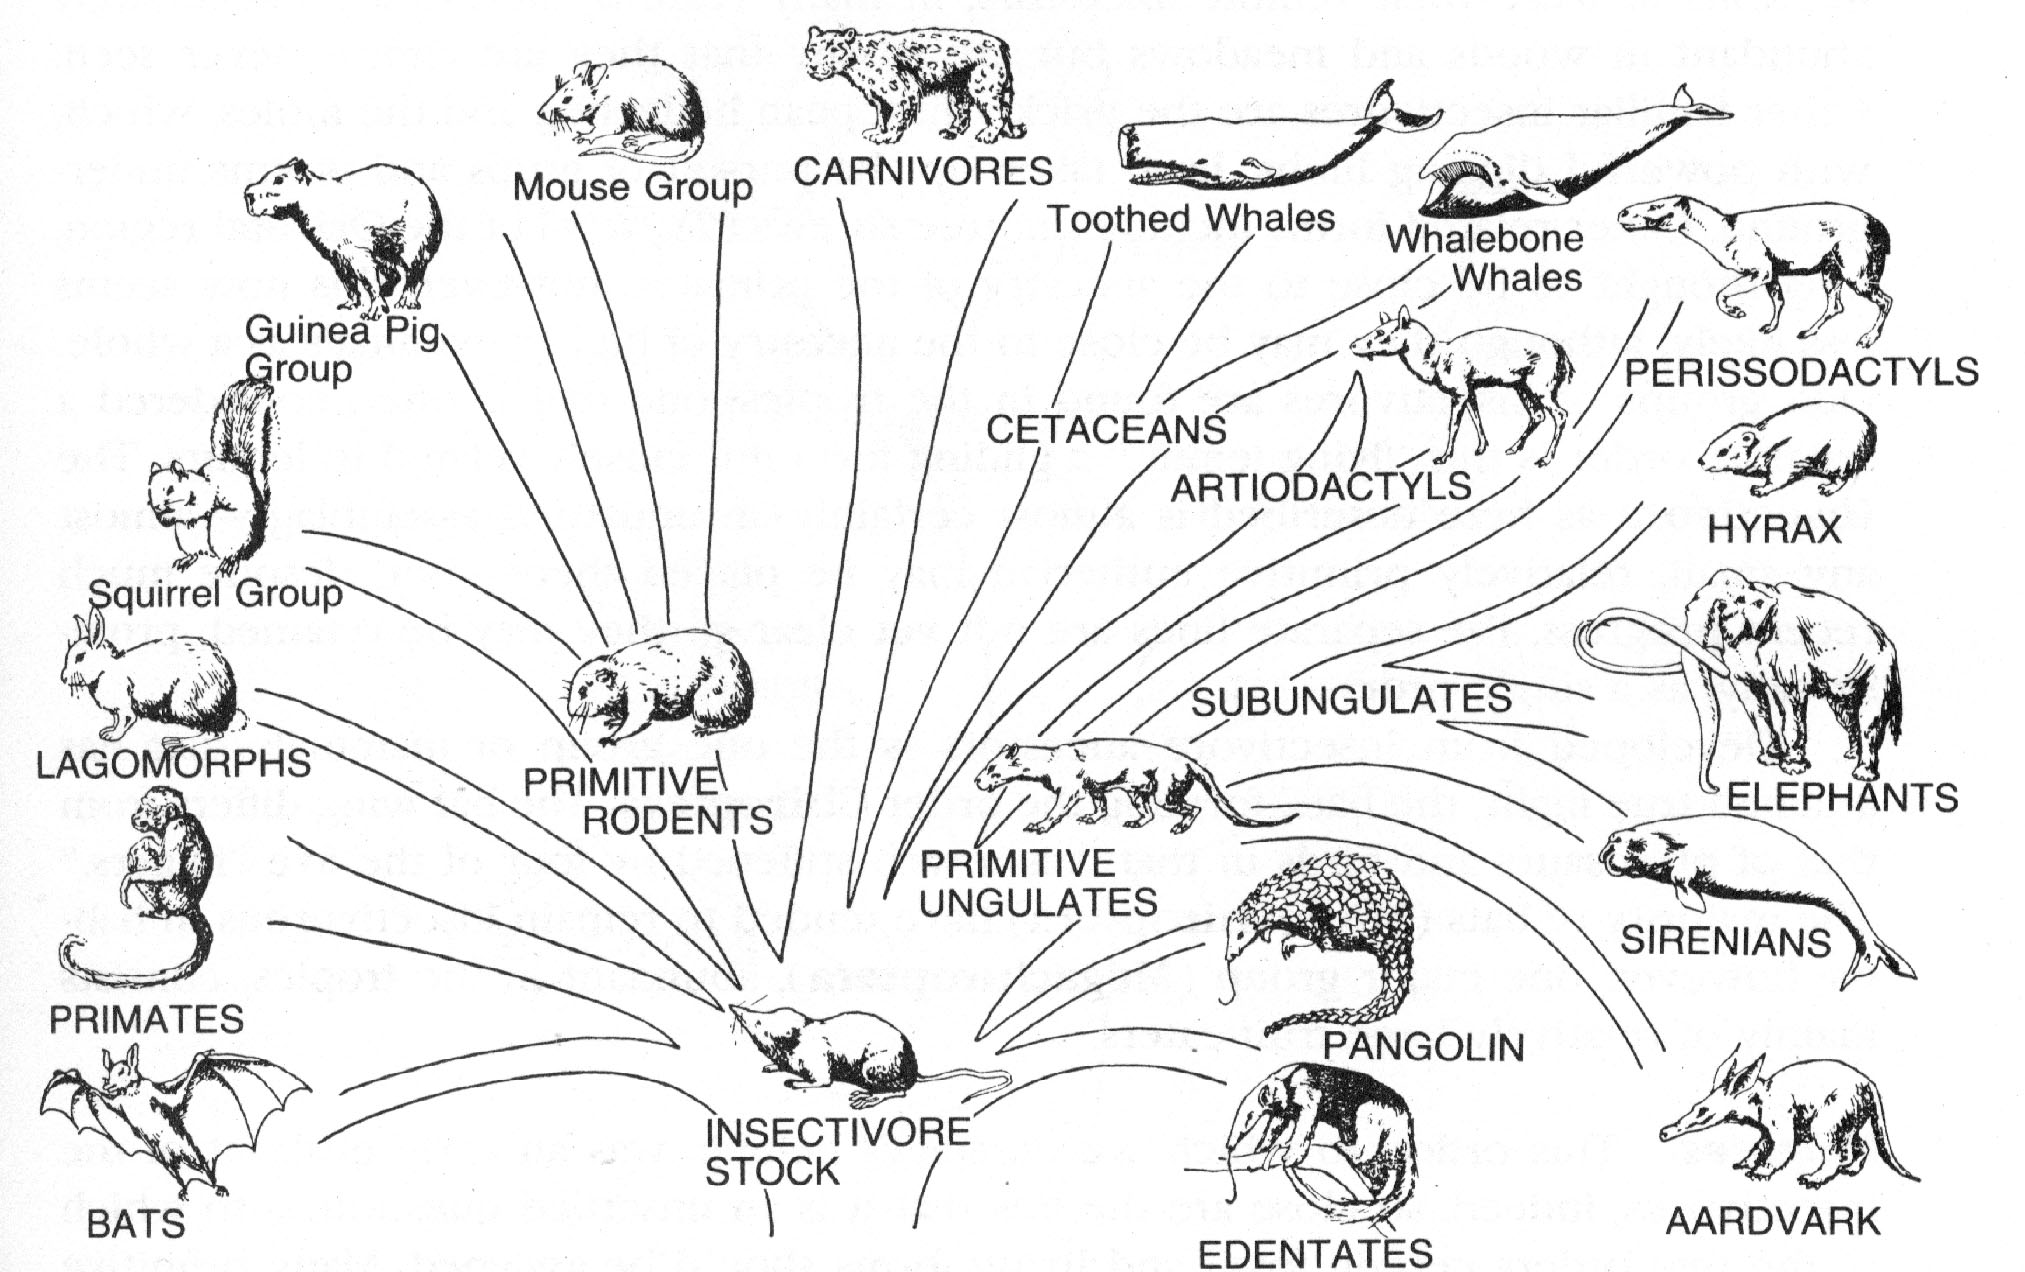 CARNIVORES
Mouse Group
Toothed Whales
Whalebone
Whales
Guinea Pig
Group
PERISSODACTYLS
CETACEANS
ARTIODACTYLS
HYRAX
Squirrel Group
SUBUNGULATES
LAGOMORPHS
PRIMITIVE
RODENTS
ELEPHANTS
PRIMITIVE
UNGULATES
SIRENIANS
PRIMATES
PANGOLIN
INSECTIVORE
STOCK
BATS
AARDVARK
EDENTATES